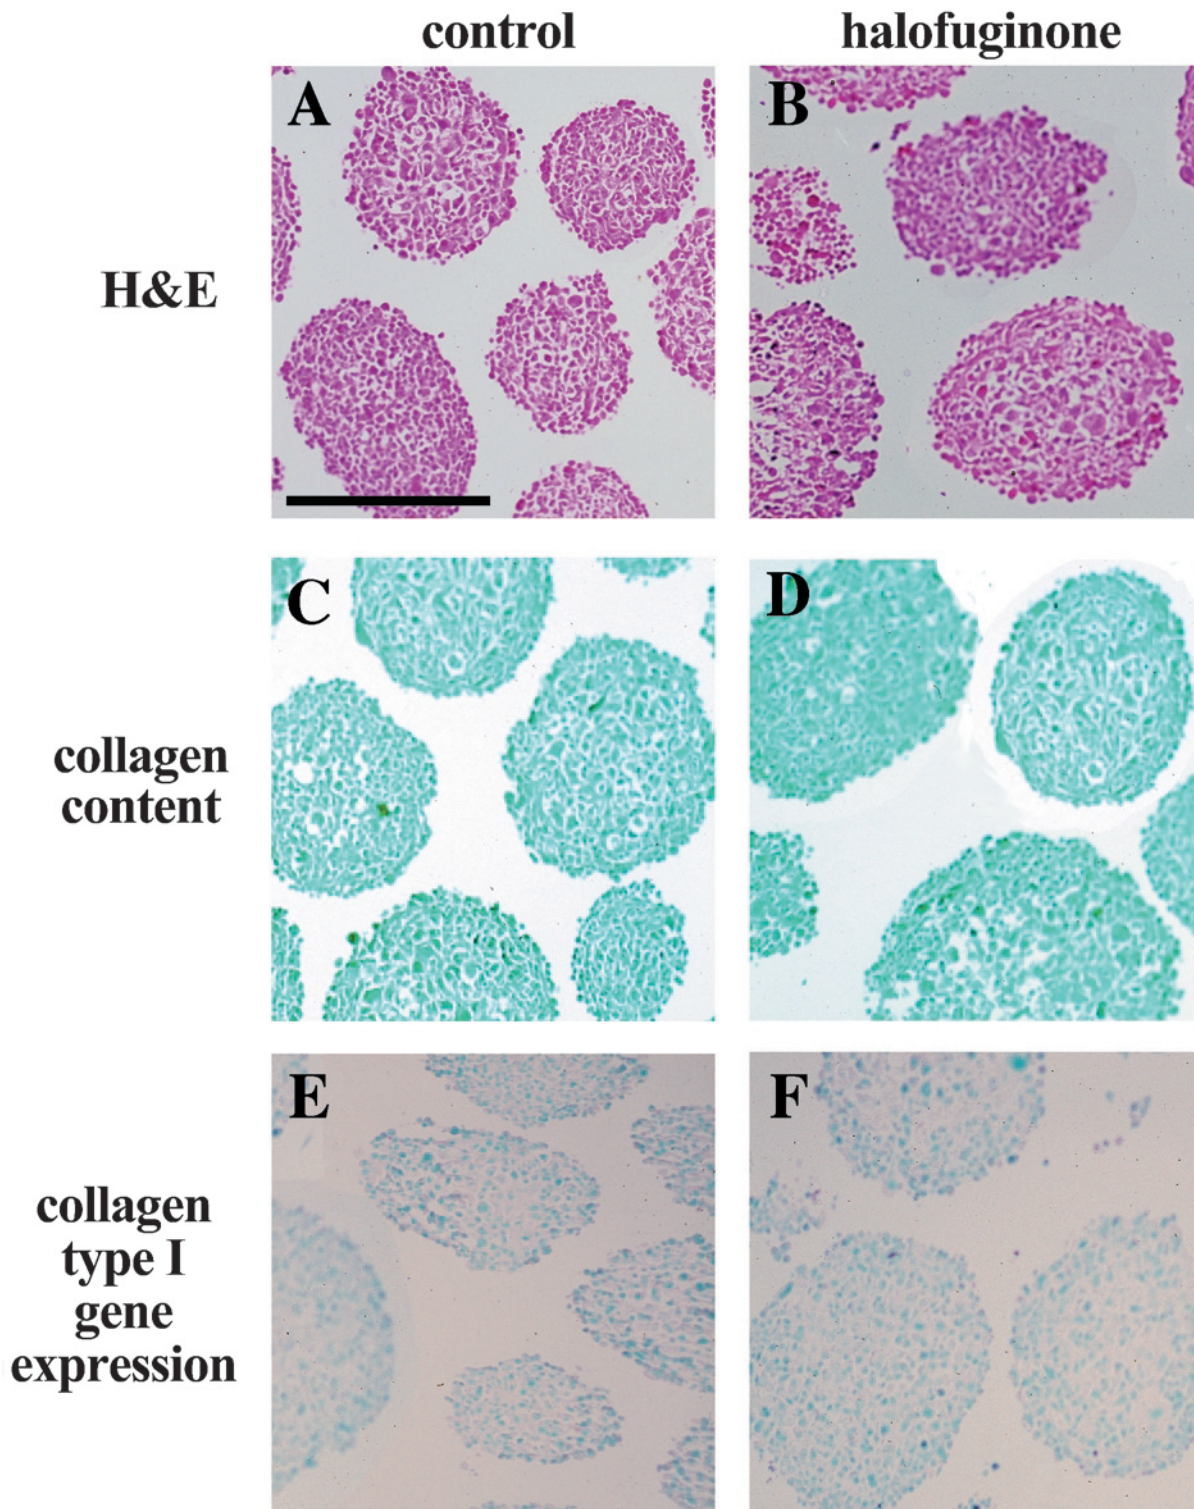 control
halofuginone
A
B
H&E
C
D
collagen
content
E
F
collagen
type I
gene
expression